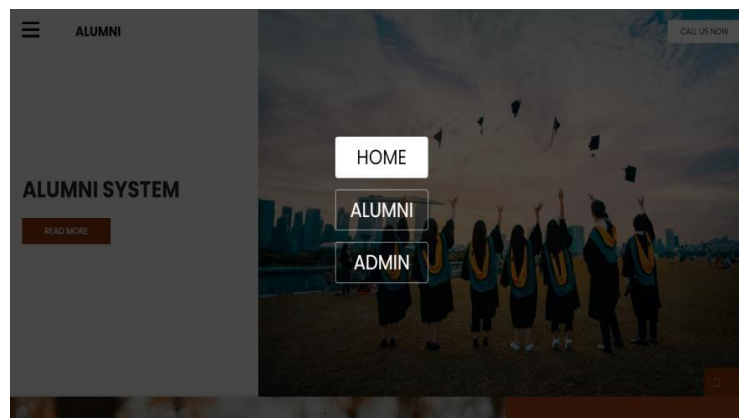 ALUMNI
CALL US NOW
HOME
ALUMNI SYSTEM
ALUMNI
READ MORE
ADMIN